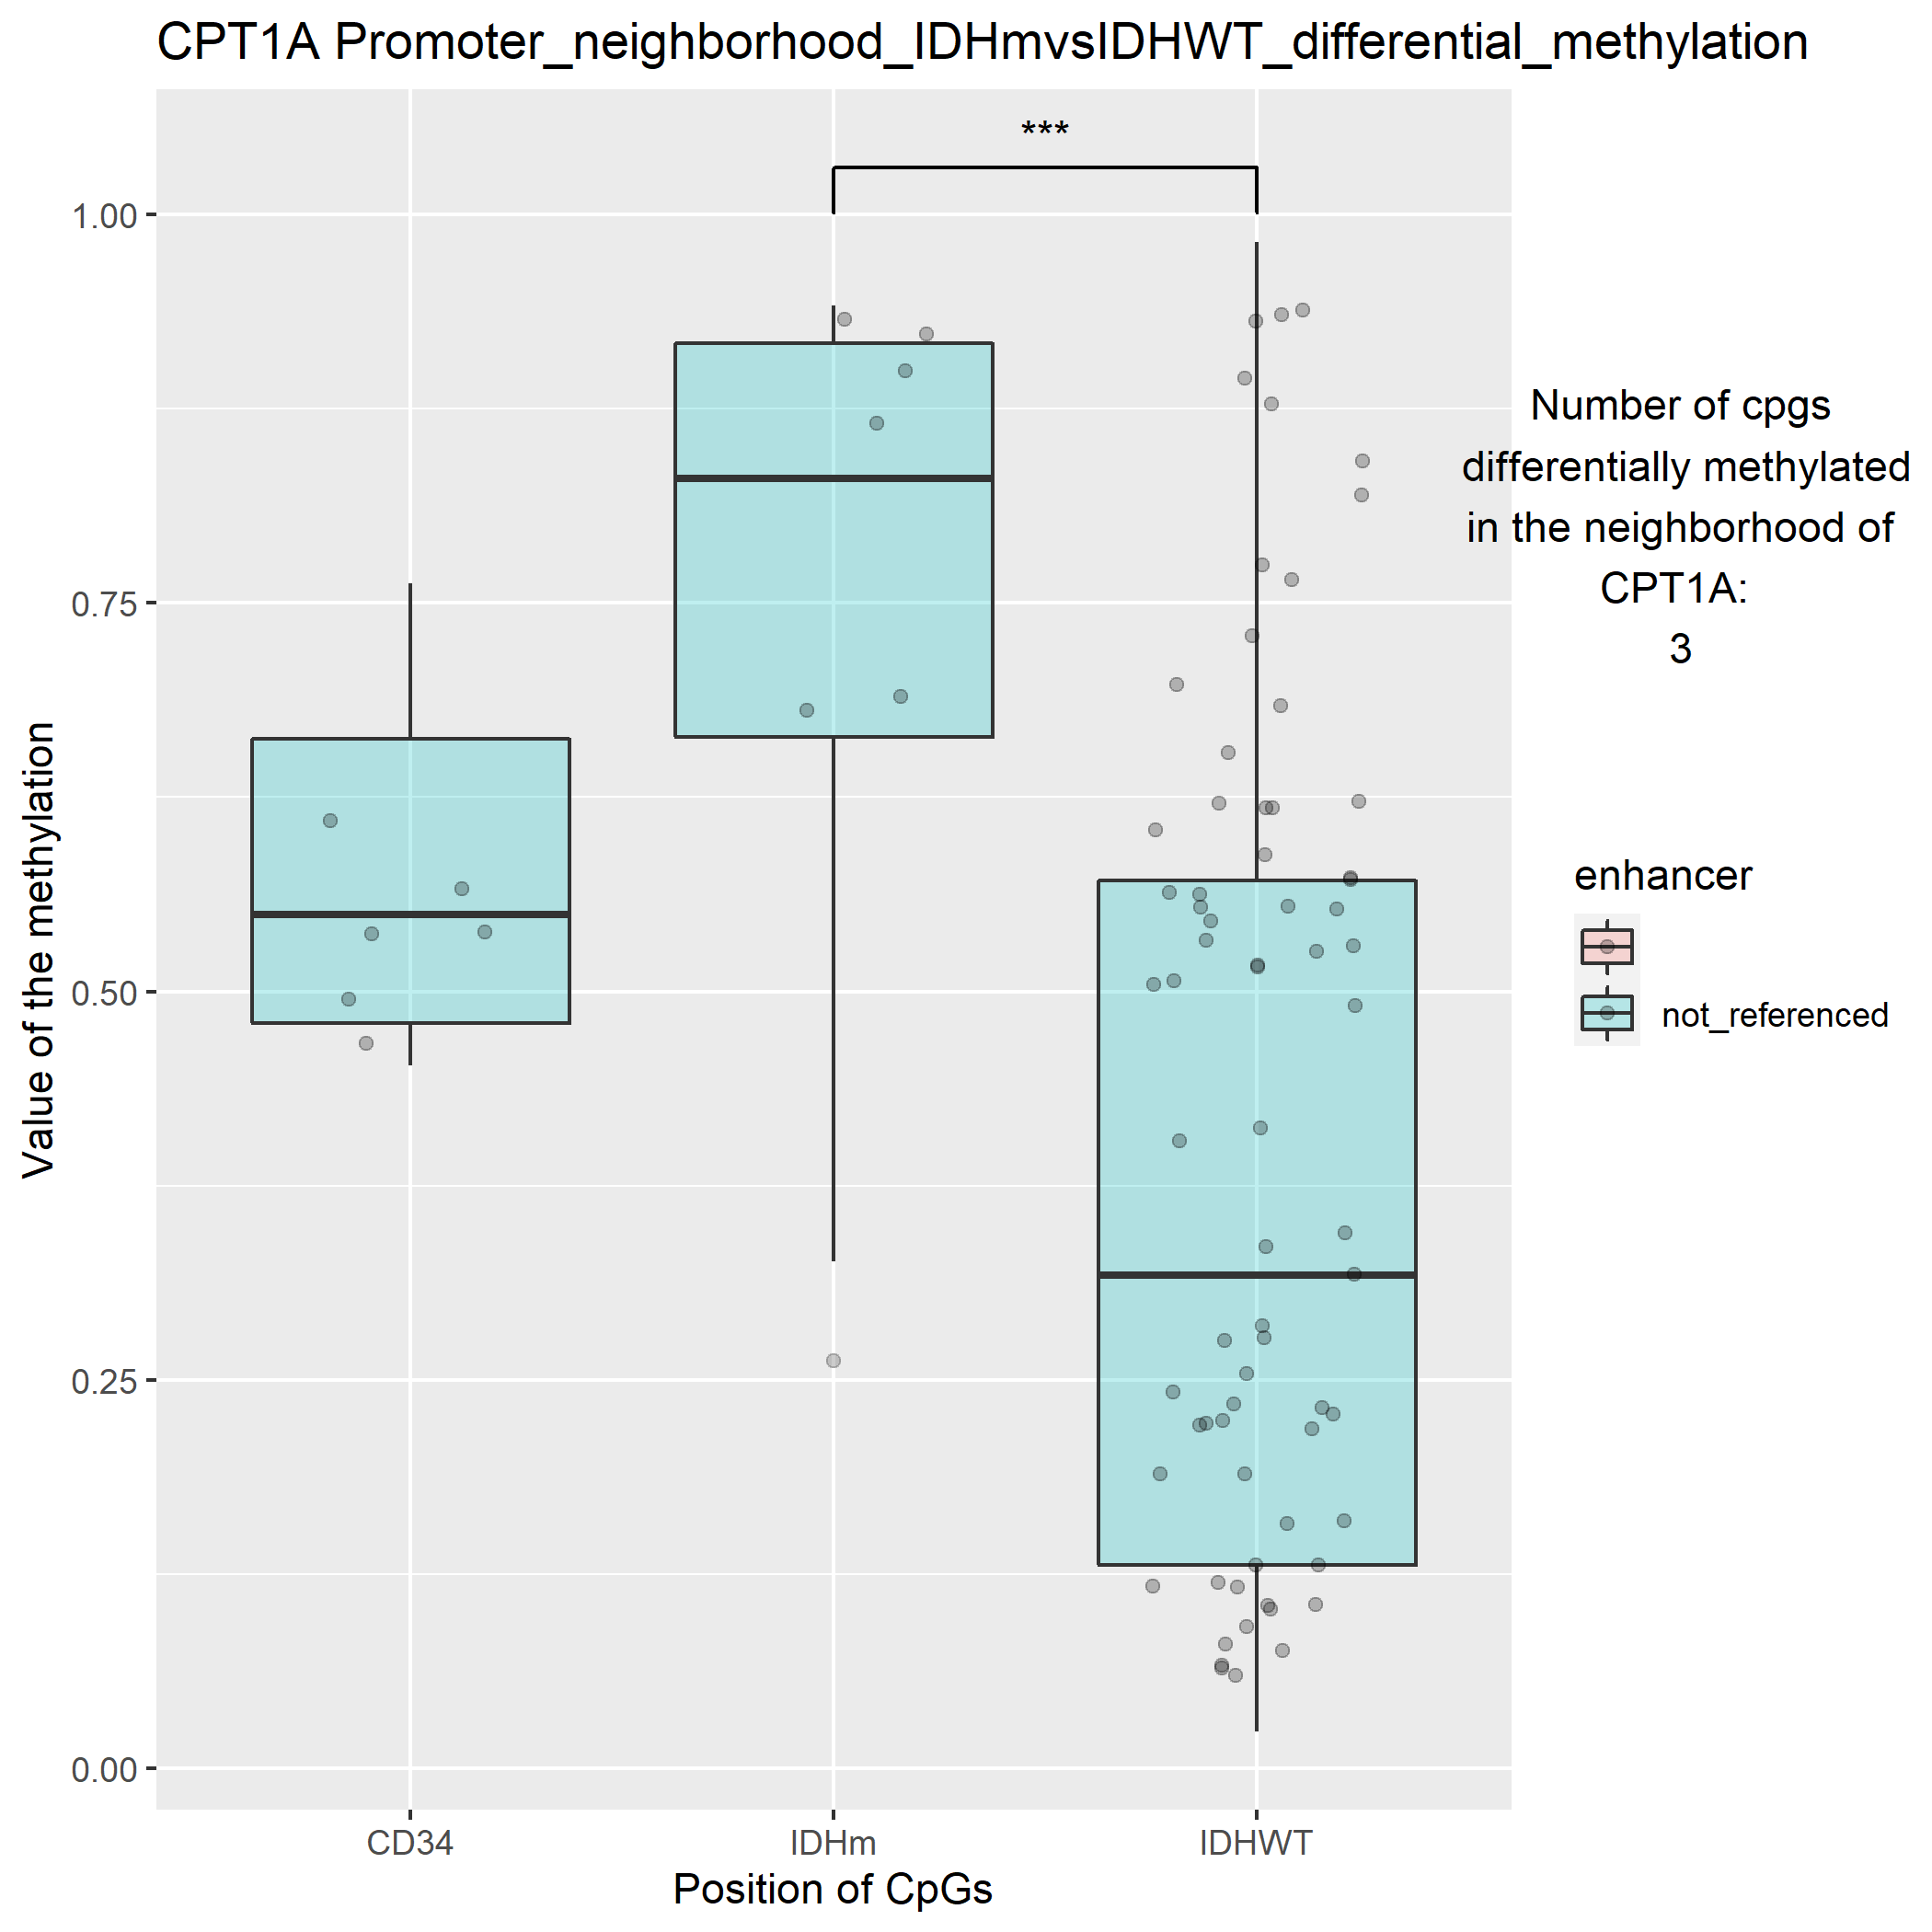 CPT1A Promoter_neighborhood_IDHmvsIDHWT_differential_methylation
***
1.00
0.75
0.50
0.25
0.00
Value of the methylation
CD34
IDHm
IDHWT
Position of CpGs
Number of cpgs
differentially methylated
in the neighborhood of
CPT1A:
3
enhancer
not_referenced